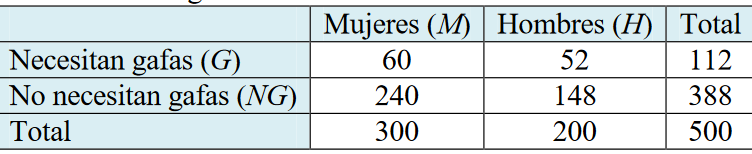 Mujeres (M) Hombres (H) Total
Necesitan gafas (G) 60 52 112
No necesitan gafas (NG) 240 148 388
Total 300 200 500